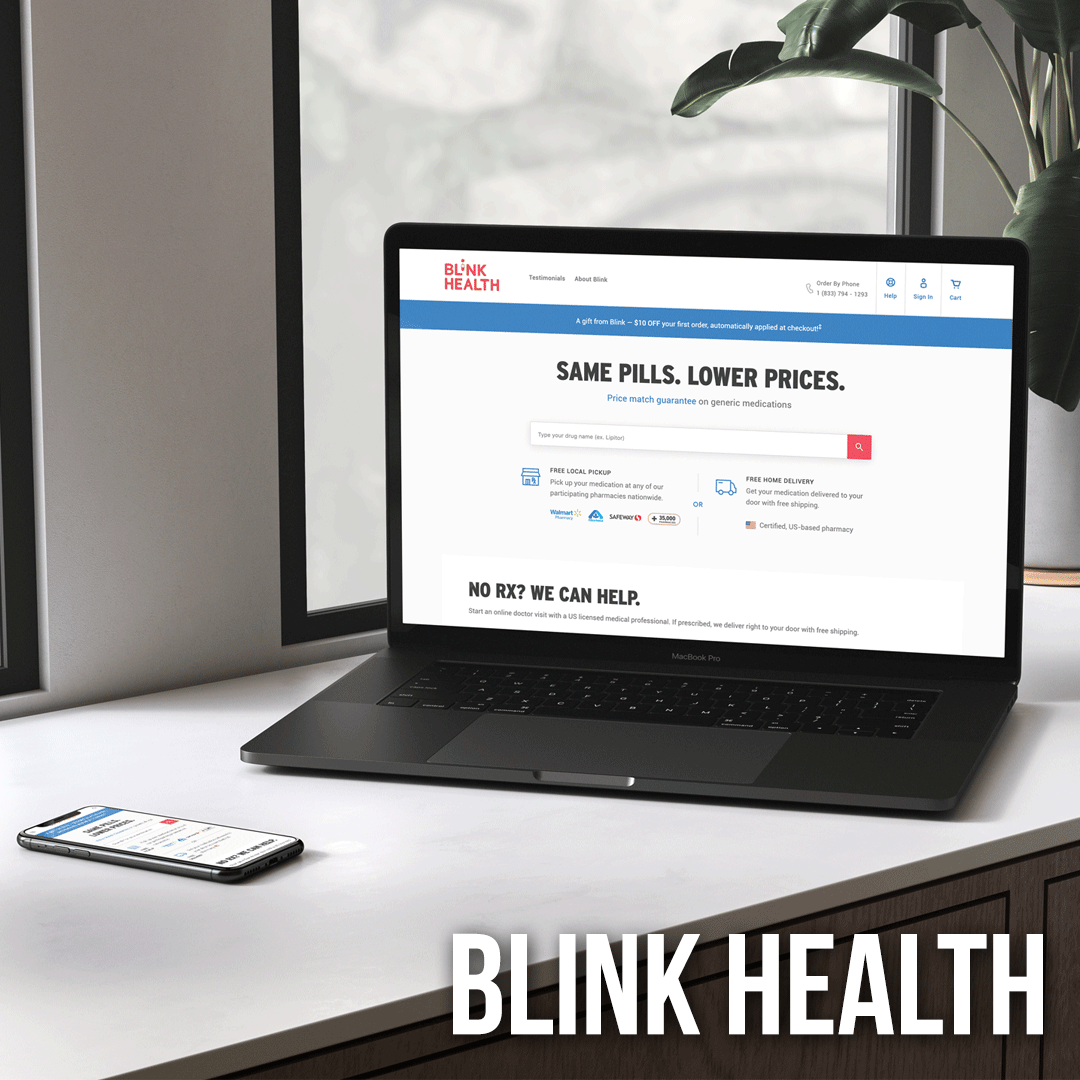 BLINK
HEALTH
Testimonials About Blink
Order By Phone
1 (833) 794 - 1293
Help
Sign In
Cart
A gift from Blink — $10 OFF your first order, automatically applied at checkout!‡
SAME PILLS. LOWER PRICES.
Price match guarantee on generic medications
Type your drug name (ex. Lipitor)
FREE LOCAL PICKUP
Pick up your medication at any of our
participating pharmacies nationwide.
Walmart
Pharmacy
SAFEWAY
+ 35,000
OR
FREE HOME DELIVERY
Get your medication delivered to your
door with free shipping.
Certified, US-based pharmacy
NO RX? WE CAN HELP.
Start an online doctor visit with a US licensed medical professional. If prescribed, we deliver right to your door with free shipping.
MacBook Pro
SAME PILLS.
LOWER PRICES.
NO RX? WE CAN HELP.
BLINK HEALTH